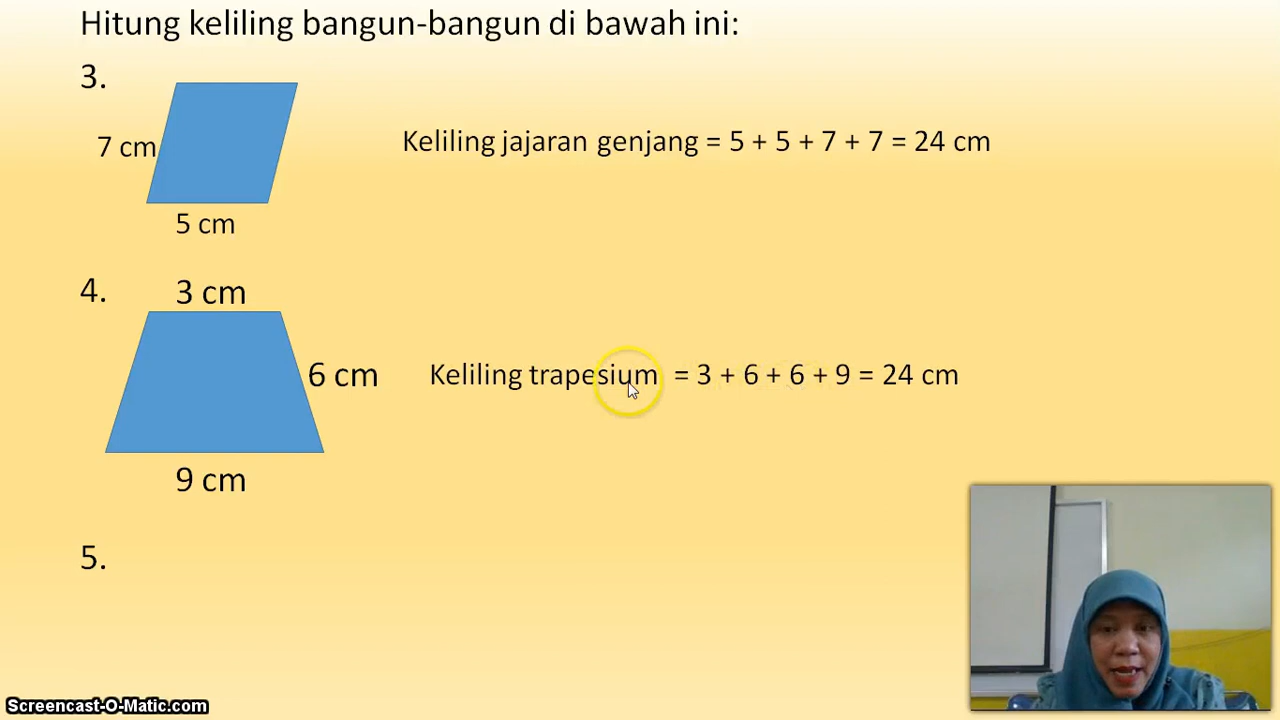 Hitung keliling bangun-bangun di bawah ini:
3.
7 cm
Keliling jajaran genjang = 5 + 5 + 7 + 7 = 24 cm
5 cm
4.
3 cm
6 cm
Keliling trapesium = 3 + 6 + 6 + 9 = 24 cm
9 cm
5.
Screencast-O-Matic.com